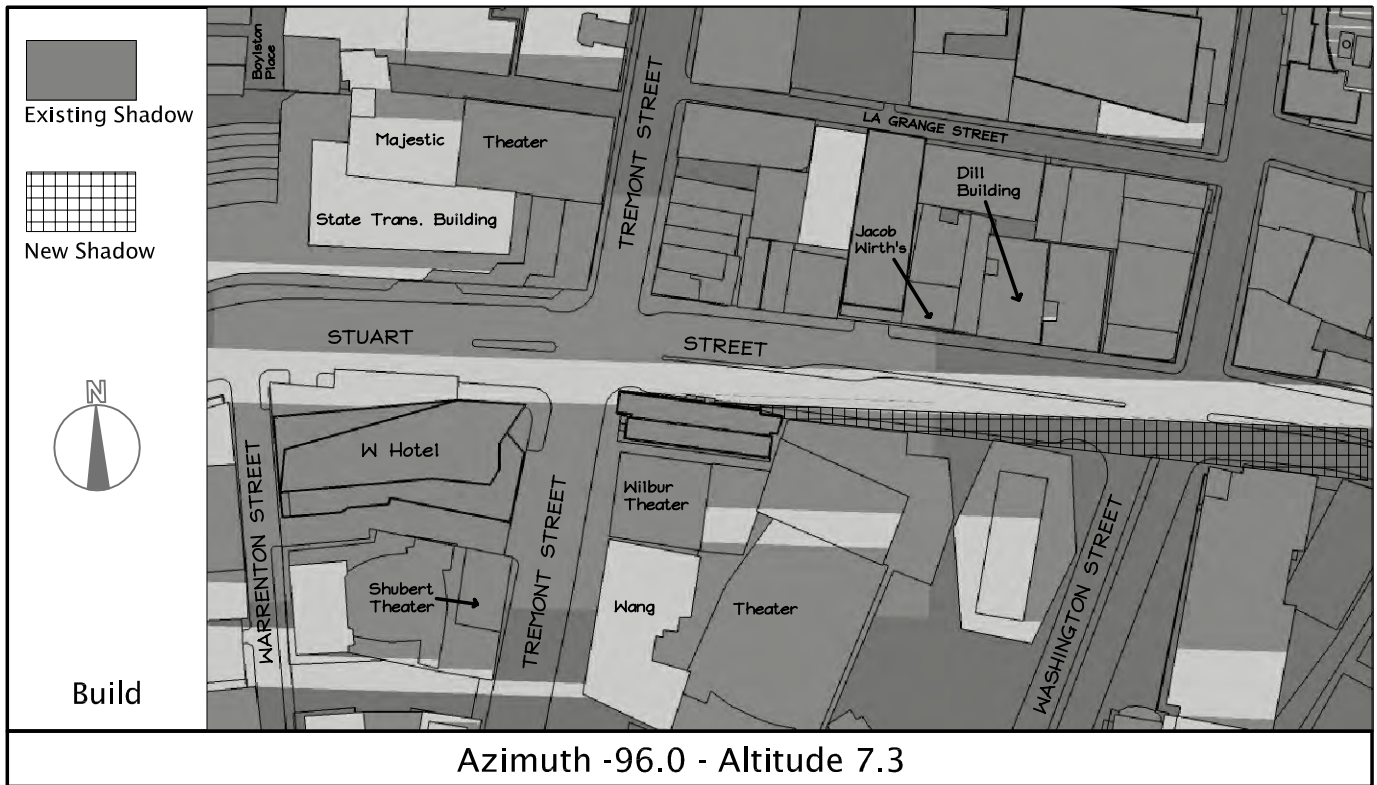 Existing Shadow
New Shadow
N
Build
Boylston
Place
Majestic
Theater
State Trans. Building
TREMONT STREET
LA GRANGE STREET
Dill
Building
Jacob
Wirth's
STUART
STREET
WARRENTON STREET
W Hotel
TREMONT STREET
Wilbur
Theater
Shubert
Theater
Wang
Theater
WASHINGTON STREET
Azimuth -96.0 - Altitude 7.3